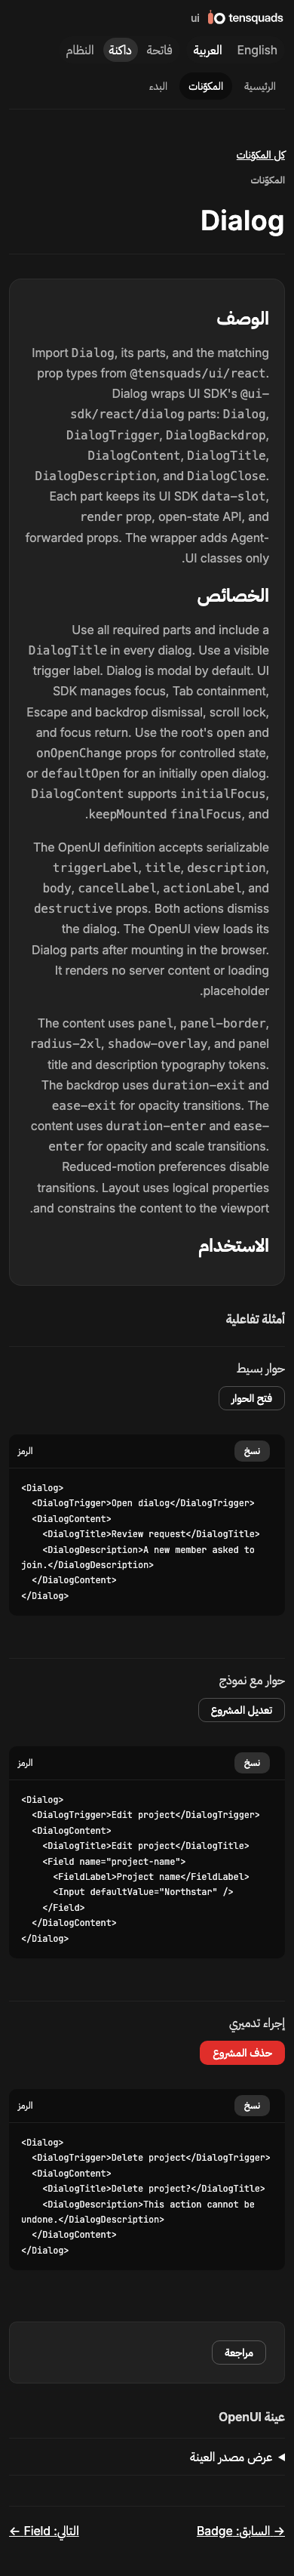 tensquads ui
English العربية فاتحة داكنة النظام
الرئيسية المكوّنات البدء
كل المكوّنات
المكوّنات
Dialog
الوصف
Import Dialog, its parts, and the matching
prop types from @tensquads/ui/react.
Dialog wraps UI SDK's @ui-
sdk/react/dialog parts: Dialog,
DialogTrigger, DialogBackdrop,
DialogContent, DialogTitle,
DialogDescription, and DialogClose.
Each part keeps its UI SDK data-slot,
render prop, open-state API, and
forwarded props. The wrapper adds Agent-
UI classes only.
الخصائص
Use all required parts and include a
DialogTitle in every dialog. Use a visible
trigger label. Dialog is modal by default. UI
SDK manages focus, Tab containment,
Escape and backdrop dismissal, scroll lock,
and focus return. Use the root's open and
onOpenChange props for controlled state,
or defaultOpen for an initially open dialog.
DialogContent supports initialFocus,
finalFocus, and keepMounted.
The OpenUI definition accepts serializable
triggerLabel, title, description,
body, cancelLabel, actionLabel, and
destructive props. Both actions dismiss
the dialog. The OpenUI view loads its
Dialog parts after mounting in the browser.
It renders no server content or loading
placeholder.
The content uses panel, panel-border,
radius-2xl, shadow-overlay, and panel
title and description typography tokens.
The backdrop uses duration-exit and
ease-exit for opacity transitions. The
content uses duration-enter and ease-
enter for opacity and scale transitions.
Reduced-motion preferences disable
transitions. Layout uses logical properties
and constrains the content to the viewport.
الاستخدام
أمثلة تفاعلية
حوار بسيط
فتح الحوار
نسخ الرمز
<Dialog>
  <DialogTrigger>Open dialog</DialogTrigger>
  <DialogContent>
    <DialogTitle>Review request</DialogTitle>
    <DialogDescription>A new member asked to
join.</DialogDescription>
  </DialogContent>
</Dialog>
حوار مع نموذج
تعديل المشروع
نسخ الرمز
<Dialog>
  <DialogTrigger>Edit project</DialogTrigger>
  <DialogContent>
    <DialogTitle>Edit project</DialogTitle>
    <Field name="project-name">
      <FieldLabel>Project name</FieldLabel>
      <Input defaultValue="Northstar" />
    </Field>
  </DialogContent>
</Dialog>
إجراء تدميري
حذف المشروع
نسخ الرمز
<Dialog>
  <DialogTrigger>Delete project</DialogTrigger>
  <DialogContent>
    <DialogTitle>Delete project?</DialogTitle>
    <DialogDescription>This action cannot be
undone.</DialogDescription>
  </DialogContent>
</Dialog>
مراجعة
عينة OpenUI
◀ عرض مصدر العينة
→ السابق: Badge التالي: Field ←